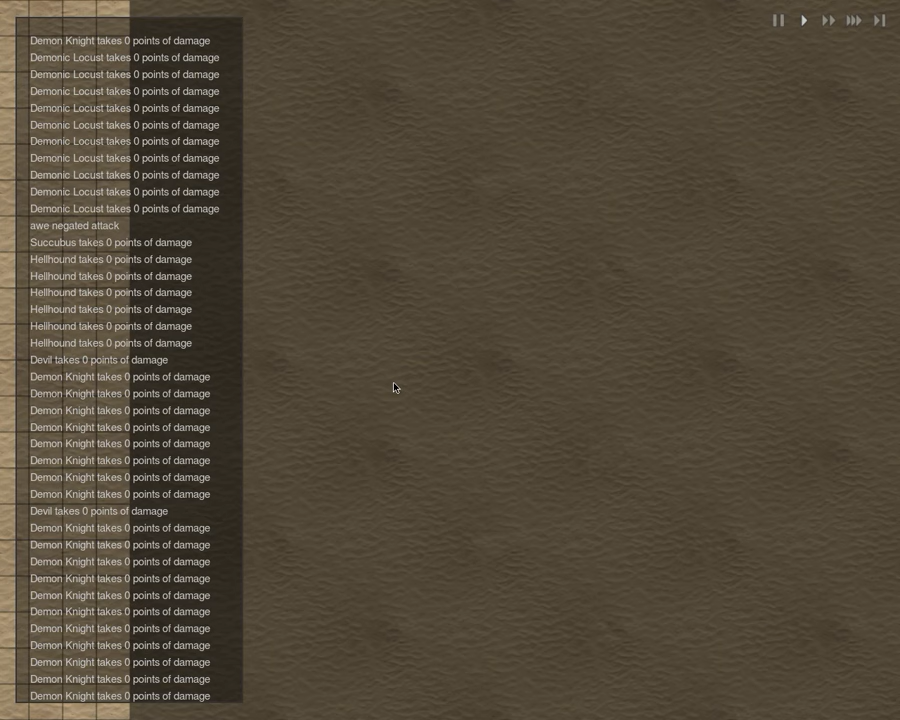 Demon Knight takes 0 points of damage
Demonic Locust takes 0 points of damage
Demonic Locust takes 0 points of damage
Demonic Locust takes 0 points of damage
Demonic Locust takes 0 points of damage
Demonic Locust takes 0 points of damage
Demonic Locust takes 0 points of damage
Demonic Locust takes 0 points of damage
Demonic Locust takes 0 points of damage
Demonic Locust takes 0 points of damage
Demonic Locust takes 0 points of damage
awe negated attack
Succubus takes 0 points of damage
Hellhound takes 0 points of damage
Hellhound takes 0 points of damage
Hellhound takes 0 points of damage
Hellhound takes 0 points of damage
Hellhound takes 0 points of damage
Hellhound takes 0 points of damage
Devil takes 0 points of damage
Demon Knight takes 0 points of damage
Demon Knight takes 0 points of damage
Demon Knight takes 0 points of damage
Demon Knight takes 0 points of damage
Demon Knight takes 0 points of damage
Demon Knight takes 0 points of damage
Demon Knight takes 0 points of damage
Demon Knight takes 0 points of damage
Devil takes 0 points of damage
Demon Knight takes 0 points of damage
Demon Knight takes 0 points of damage
Demon Knight takes 0 points of damage
Demon Knight takes 0 points of damage
Demon Knight takes 0 points of damage
Demon Knight takes 0 points of damage
Demon Knight takes 0 points of damage
Demon Knight takes 0 points of damage
Demon Knight takes 0 points of damage
Demon Knight takes 0 points of damage
Demon Knight takes 0 points of damage